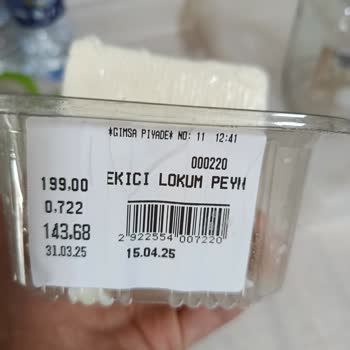 *GIMSA PIYADE* NO: 11 12:41
000220
EKICI LOKUM PEYN
199.00
0,722
143,68
31.03.25
2 922554 007220
15.04.25